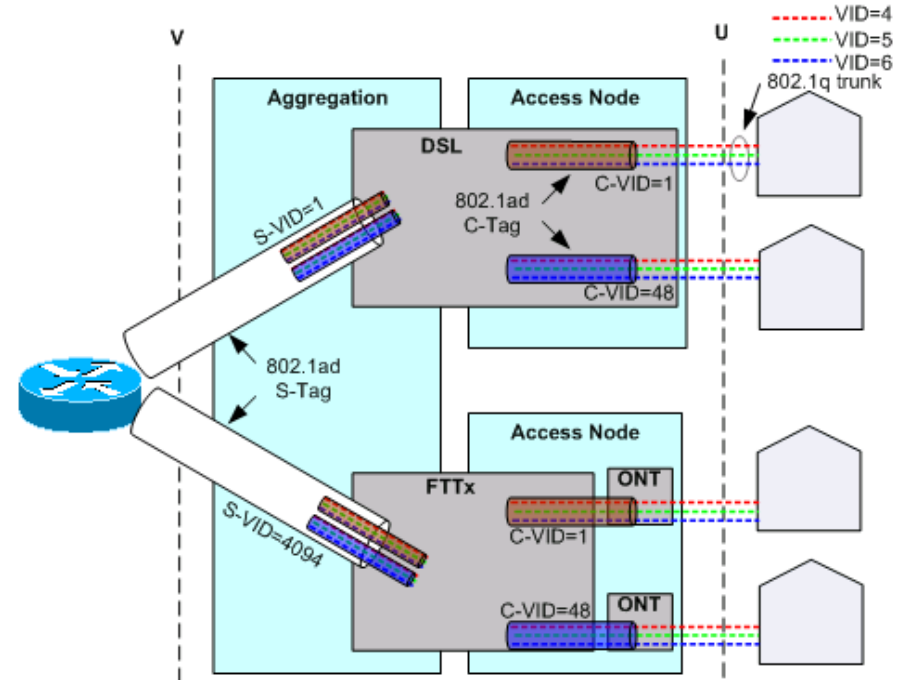 V
U
VID=4
VID=5
VID=6
802.1q trunk
Aggregation
Access Node
DSL
C-VID=1
802.1ad
C-Tag
C-VID=48
S-VID=1
802.1ad
S-Tag
Access Node
FTTx
ONT
C-VID=1
S-VID=4094
C-VID=48
ONT